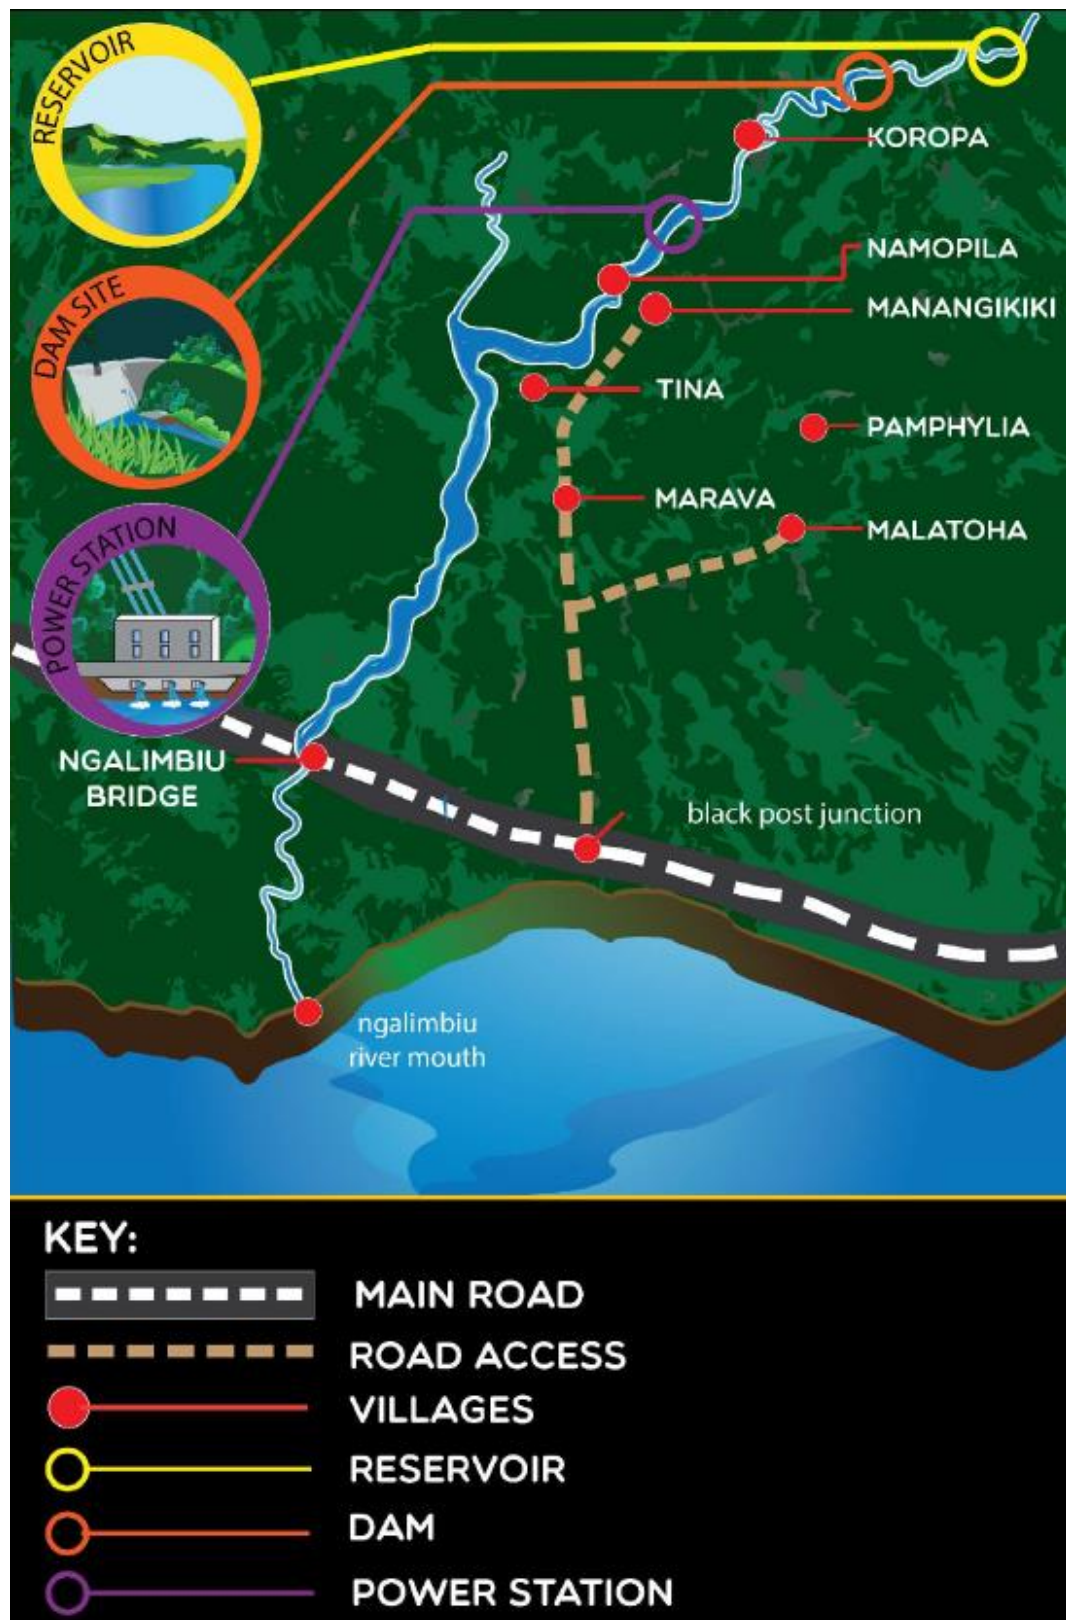 RESERVOIR
KOROPA
NAMOPILA
DAM SITE
MANANGIKIKI
TINA
PAMPHYLIA
MARAVA
MALATOHA
POWER STATION
NGALIMBIU
BRIDGE
black post junction
ngalimbiu
river mouth
KEY:
MAIN ROAD
ROAD ACCESS
VILLAGES
RESERVOIR
DAM
POWER STATION